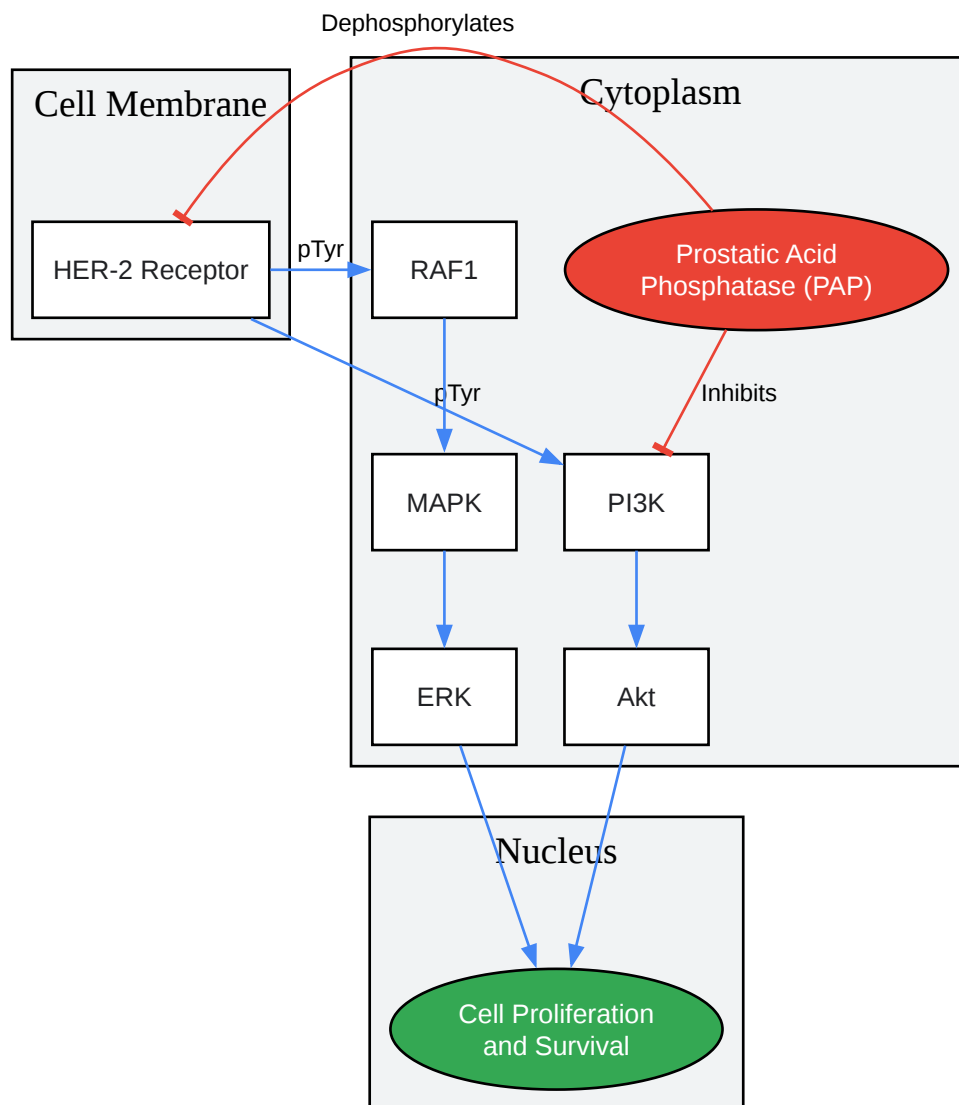 Dephosphorylates
Cell Membrane
Cytoplasm
HER-2 Receptor
pTyr
RAF1
Prostatic Acid
Phosphatase (PAP)
pTyr
Inhibits
MAPK
PI3K
ERK
Akt
Nucleus
Cell Proliferation
and Survival